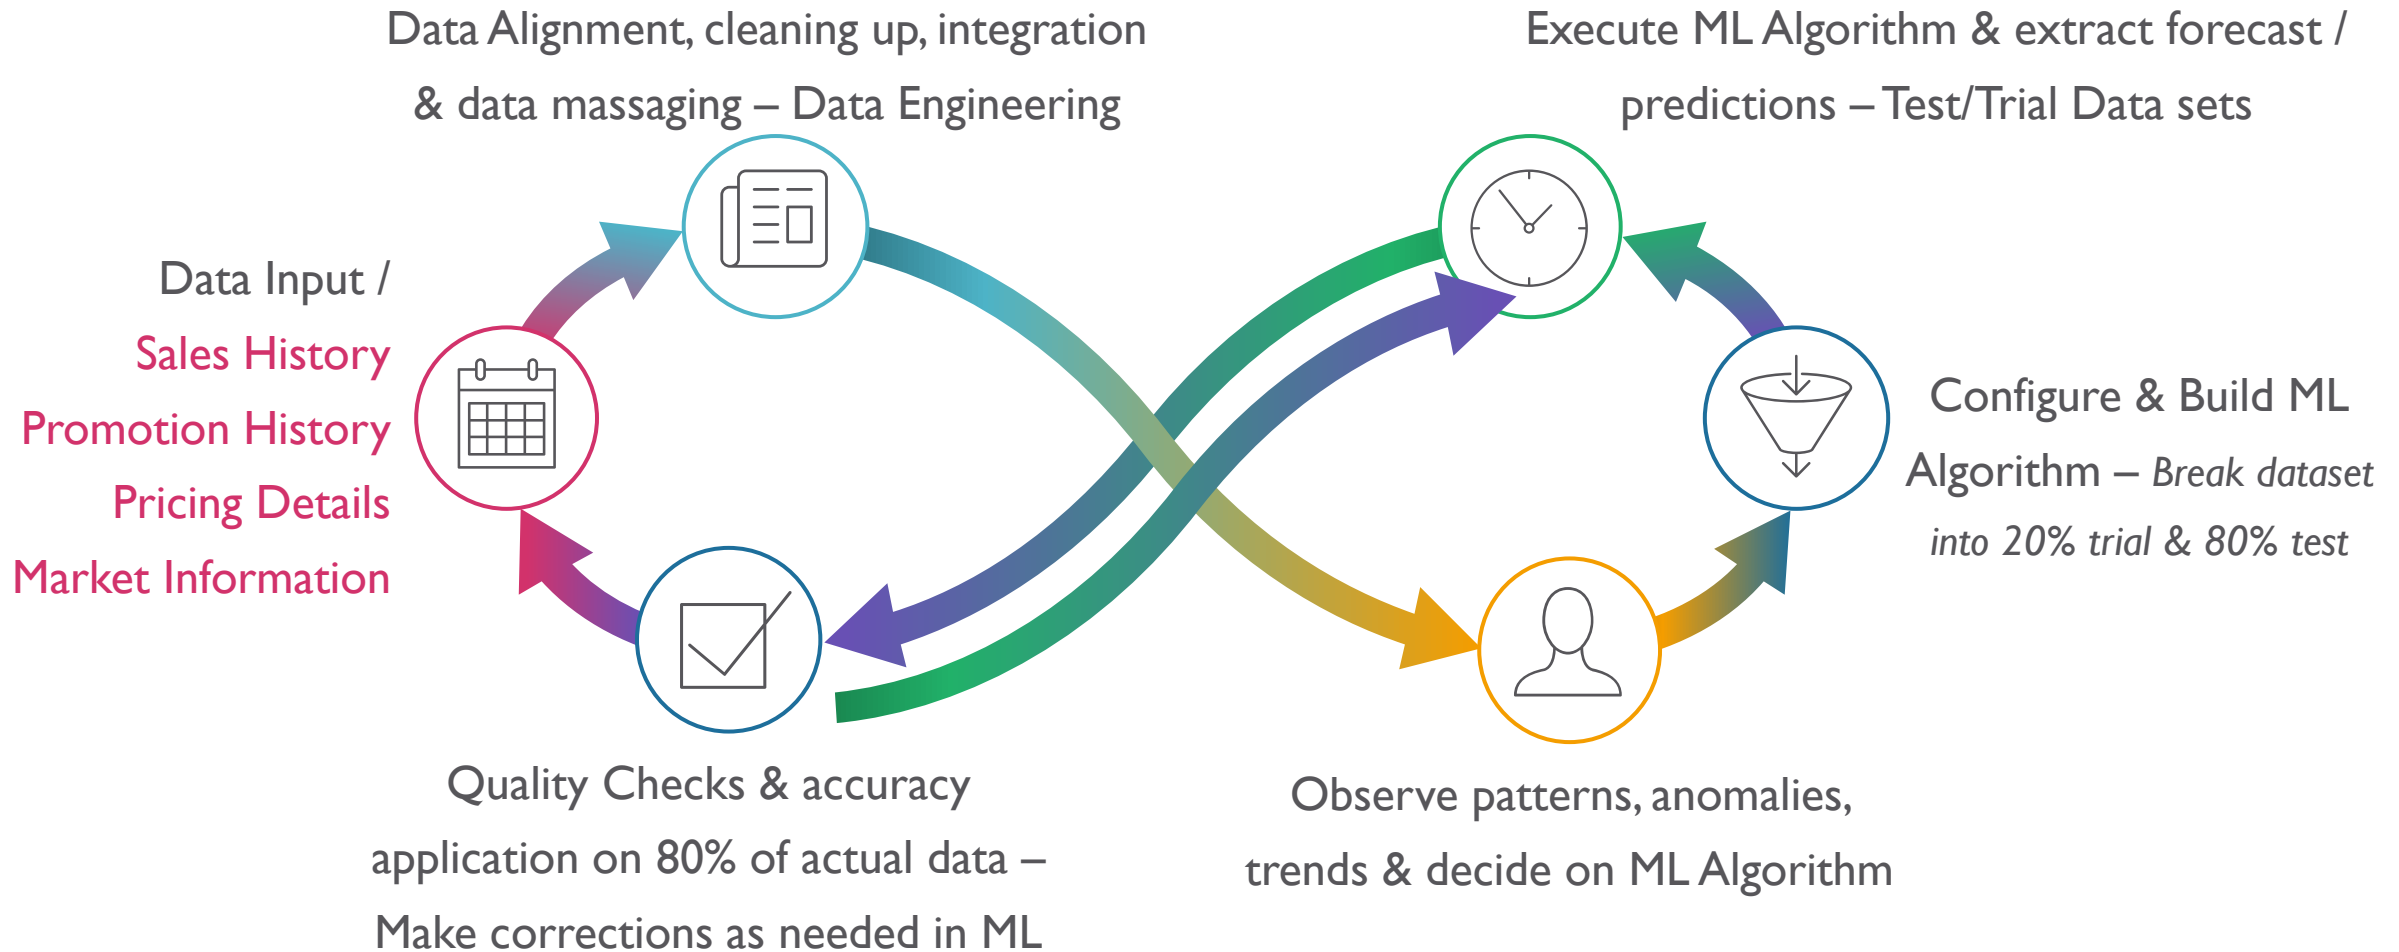 Data Alignment, cleaning up, integration
& data massaging – Data Engineering
Execute ML Algorithm & extract forecast /
predictions – Test/Trial Data sets
Data Input /
Sales History
Promotion History
Pricing Details
Market Information
Configure & Build ML
Algorithm – Break dataset
into 20% trial & 80% test
Quality Checks & accuracy
application on 80% of actual data –
Make corrections as needed in ML
Observe patterns, anomalies,
trends & decide on ML Algorithm